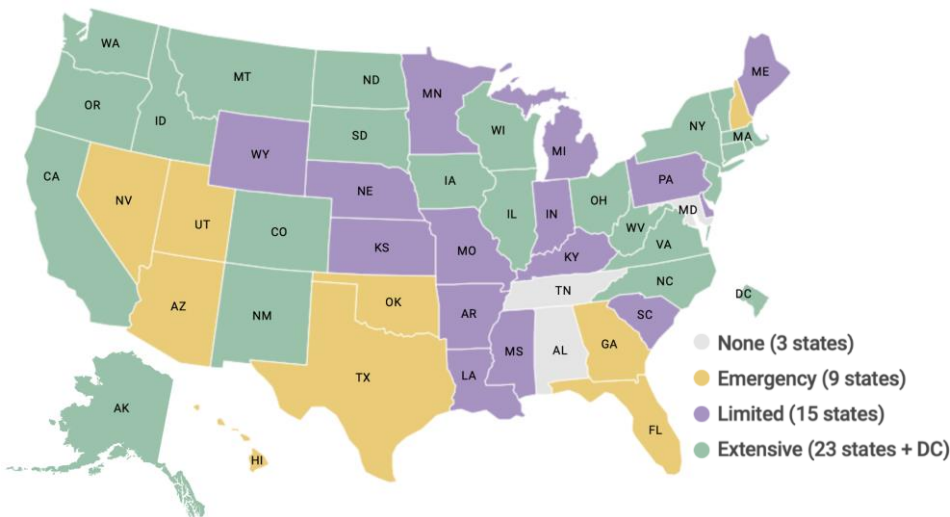 WA
MT
ND
MN
ME
OR
ID
SD
WI
NY
MA
WY
MI
CA
IA
PA
NE
NV
OH
MD
UT
IL
IN
CO
WV
VA
KS
MO
KY
NC
TN
DC
AZ
OK
NM
AR
SC
MS
AL
GA
TX
LA
AK
FL
HI
None (3 states)
Emergency (9 states)
Limited (15 states)
Extensive (23 states + DC)